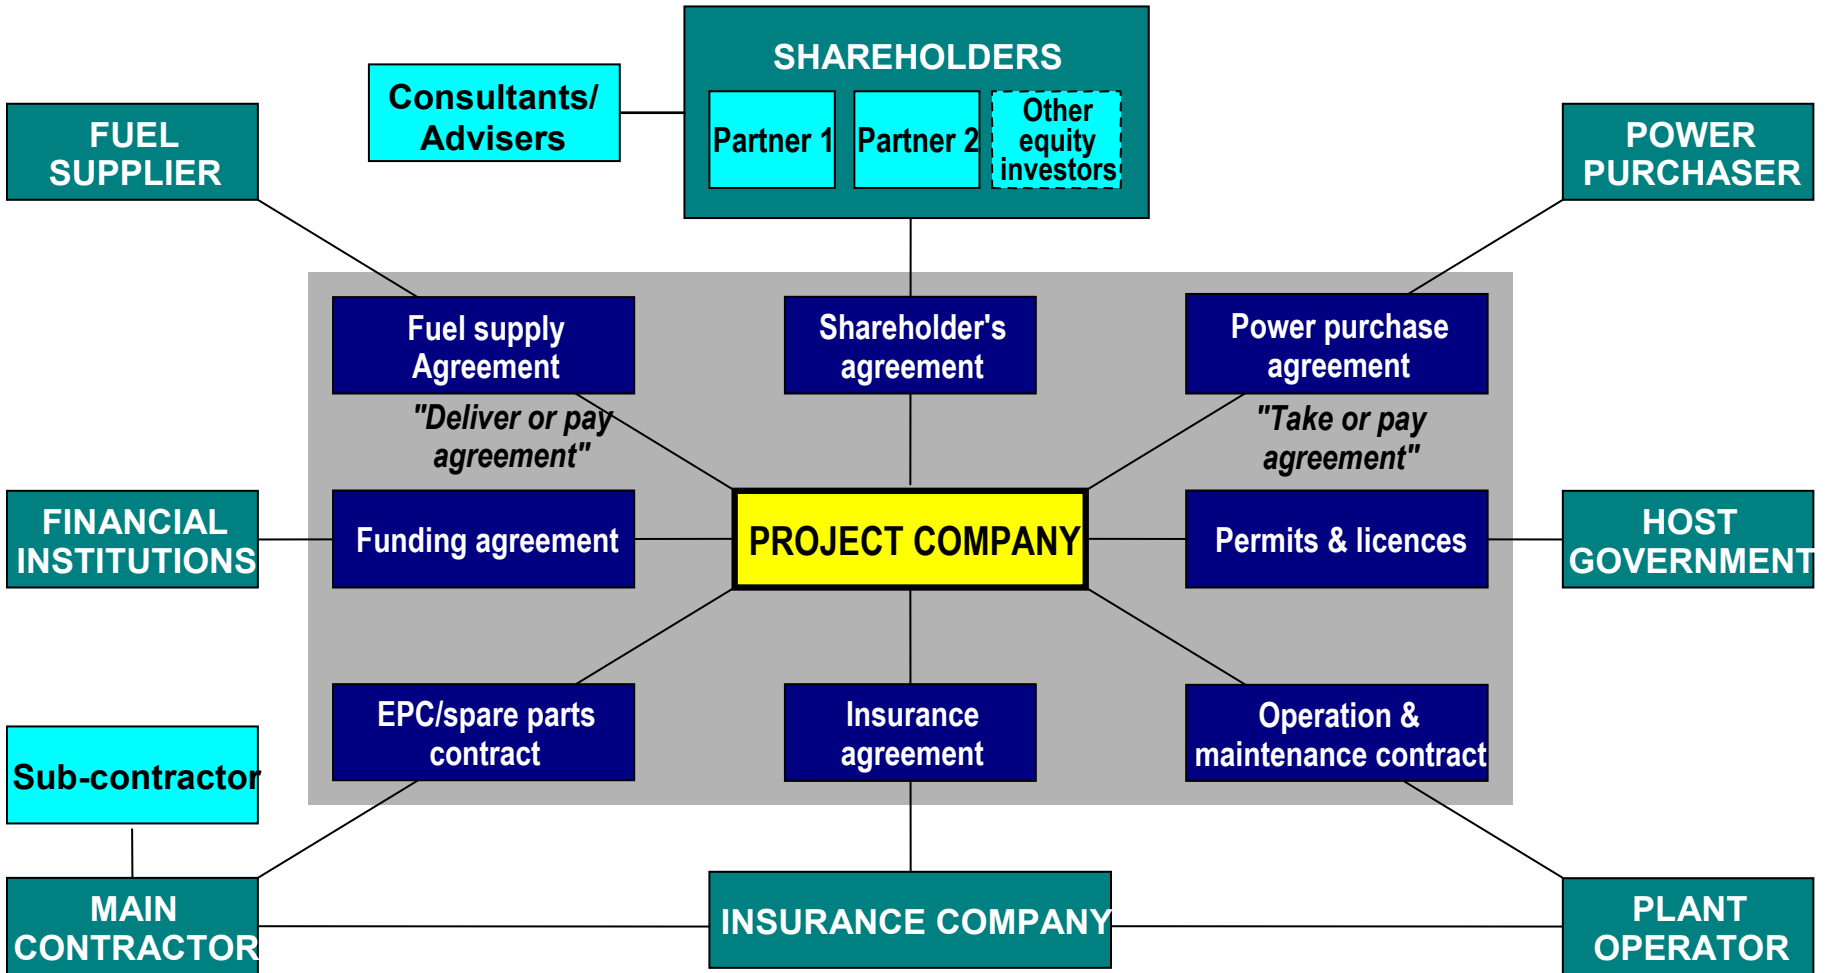 SHAREHOLDERS
Consultants/
Advisers
Partner 1
Partner 2
Other
equity
investors
FUEL
SUPPLIER
POWER
PURCHASER
Fuel supply
Agreement
Shareholder's
agreement
Power purchase
agreement
"Deliver or pay
agreement"
"Take or pay
agreement"
FINANCIAL
INSTITUTIONS
Funding agreement
PROJECT COMPANY
Permits & licences
HOST
GOVERNMENT
EPC/spare parts
contract
Insurance
agreement
Operation &
maintenance contract
Sub-contractor
MAIN
CONTRACTOR
INSURANCE COMPANY
PLANT
OPERATOR